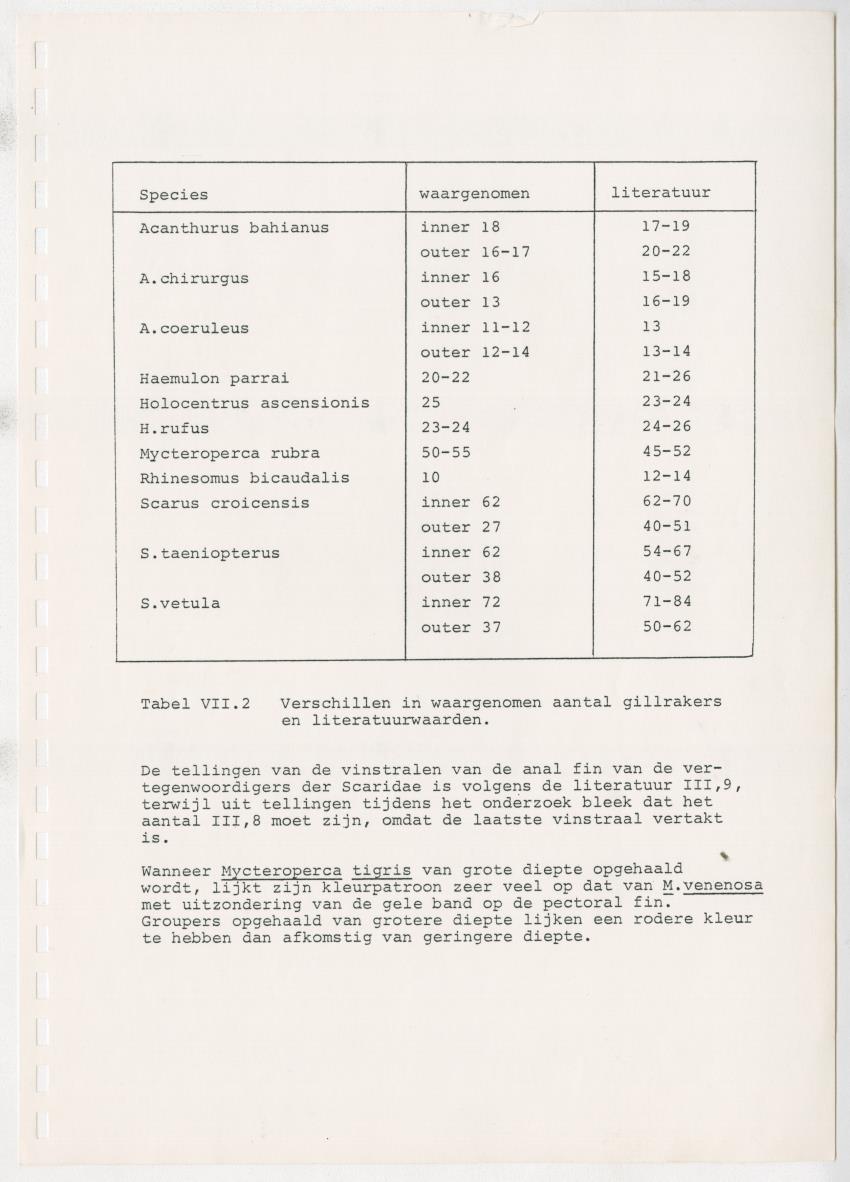 Species waargenomen literatuur
Acanthurus bahianus inner 18 17-19
outer 16-17 20-22
A.chirurgus inner 16 15-18
outer 13 16-19
A.coeruleus inner 11-12 13
outer 12-14 13-14
Haemulon parrai 20-22 21-26
Holocentrus ascensionis 25 23-24
H.rufus 23-24 24-26
Mycteroperca rubra 50-55 45-52
Rhinesomus bicaudalis 10 12-14
Scarus croicensis inner 62 62-70
outer 27 40-51
S.taeniopterus inner 62 54-67
outer 38 40-52
S.vetula inner 72 71-84
outer 37 50-62
Tabel VII.2 Verschillen in waargenomen aantal gillrakers
en literatuurwaarden.
De tellingen van de vinstralen van de anal fin van de ver-
tegenwoordigers der Scaridae is volgens de literatuur III,9,
terwijl uit tellingen tijdens het onderzoek bleek dat het
aantal III,8 moet zijn, omdat de laatste vinstraal vertakt
is.
Wanneer Mycteroperca tigris van grote diepte opgehaald
wordt, lijkt zijn kleurpatroon zeer veel op dat van M.venenosa
met uitzondering van de gele band op de pectoral fin.
Groupers opgehaald van grotere diepte lijken een rodere kleur
te hebben dan afkomstig van geringere diepte.